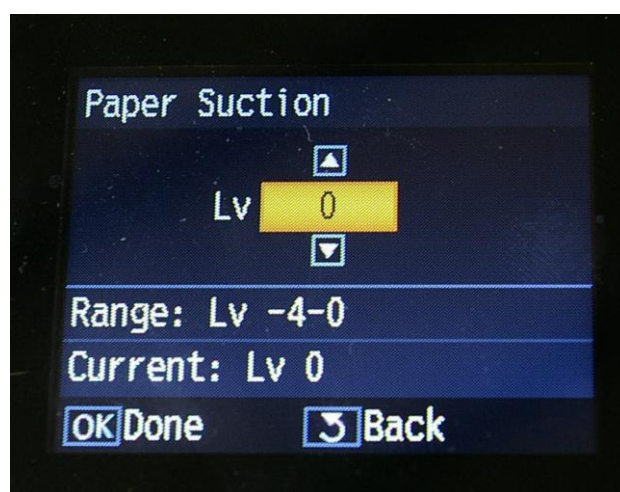 Paper Suction
Lv 0
Range: Lv -4-0
Current: Lv 0
OK Done Back